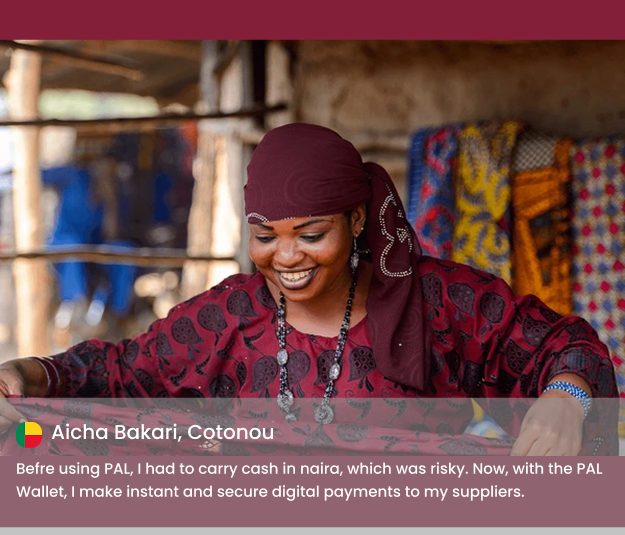 Aicha Bakari, Cotonou
Befre using PAL, I had to carry cash in naira, which was risky. Now, with the PAL
Wallet, I make instant and secure digital payments to my suppliers.